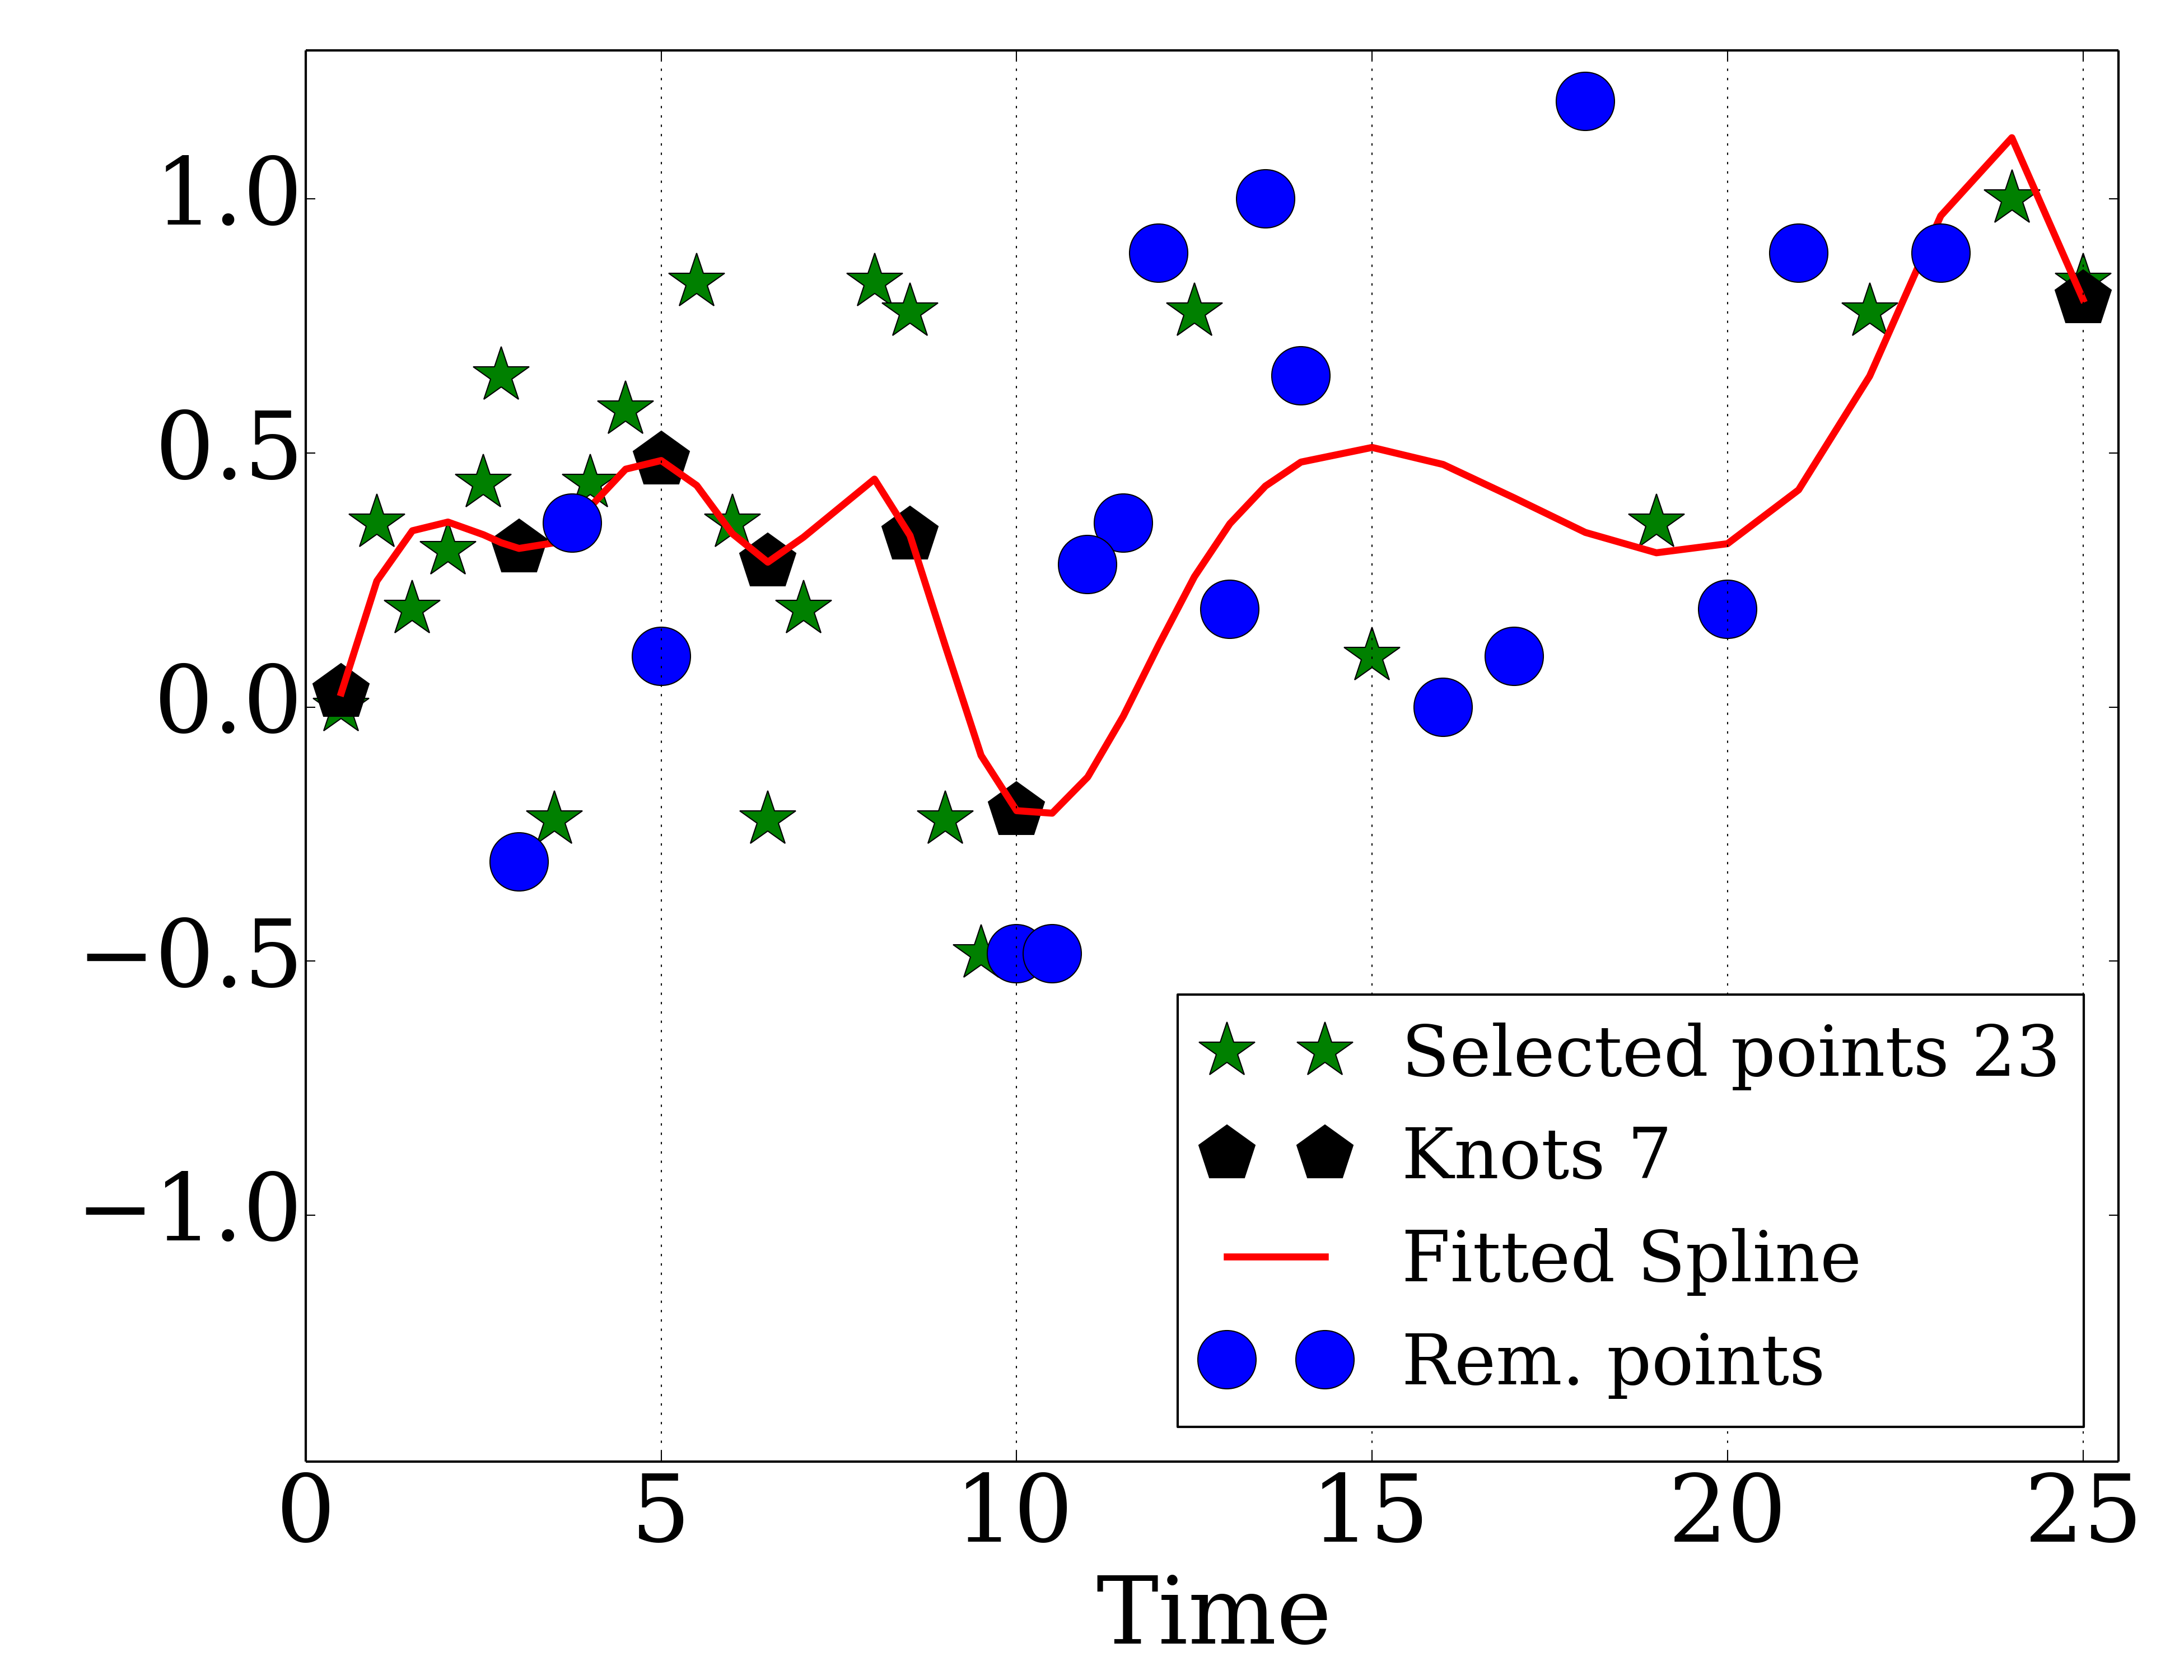 1.0
0.5
0.0
−0.5
−1.0
Selected points 23
Knots 7
Fitted Spline
Rem. points
0 5 10 15 20 25
Time